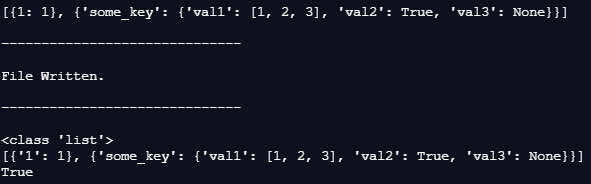 [{1: 1}, {'some_key': {'val1': [1, 2, 3], 'val2': True, 'val3': None}}]
------------------------------
File Written.
------------------------------
<class 'list'>
[{'1': 1}, {'some_key': {'val1': [1, 2, 3], 'val2': True, 'val3': None}}]
True